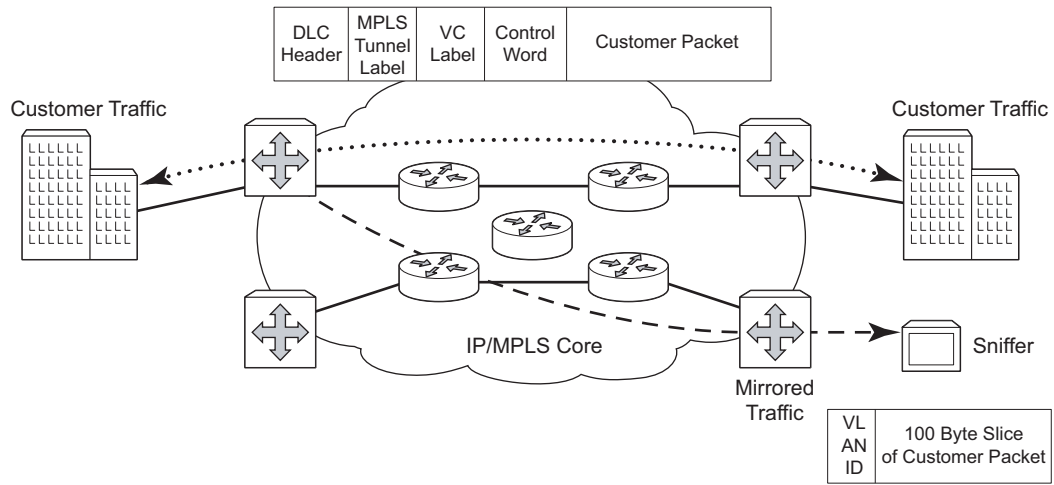 DLC
Header
MPLS
Tunnel
Label
VC
Label
Control
Word
Customer Packet
Customer Traffic
Customer Traffic
IP/MPLS Core
Sniffer
Mirrored
Traffic
VL
AN
ID
100 Byte Slice
of Customer Packet